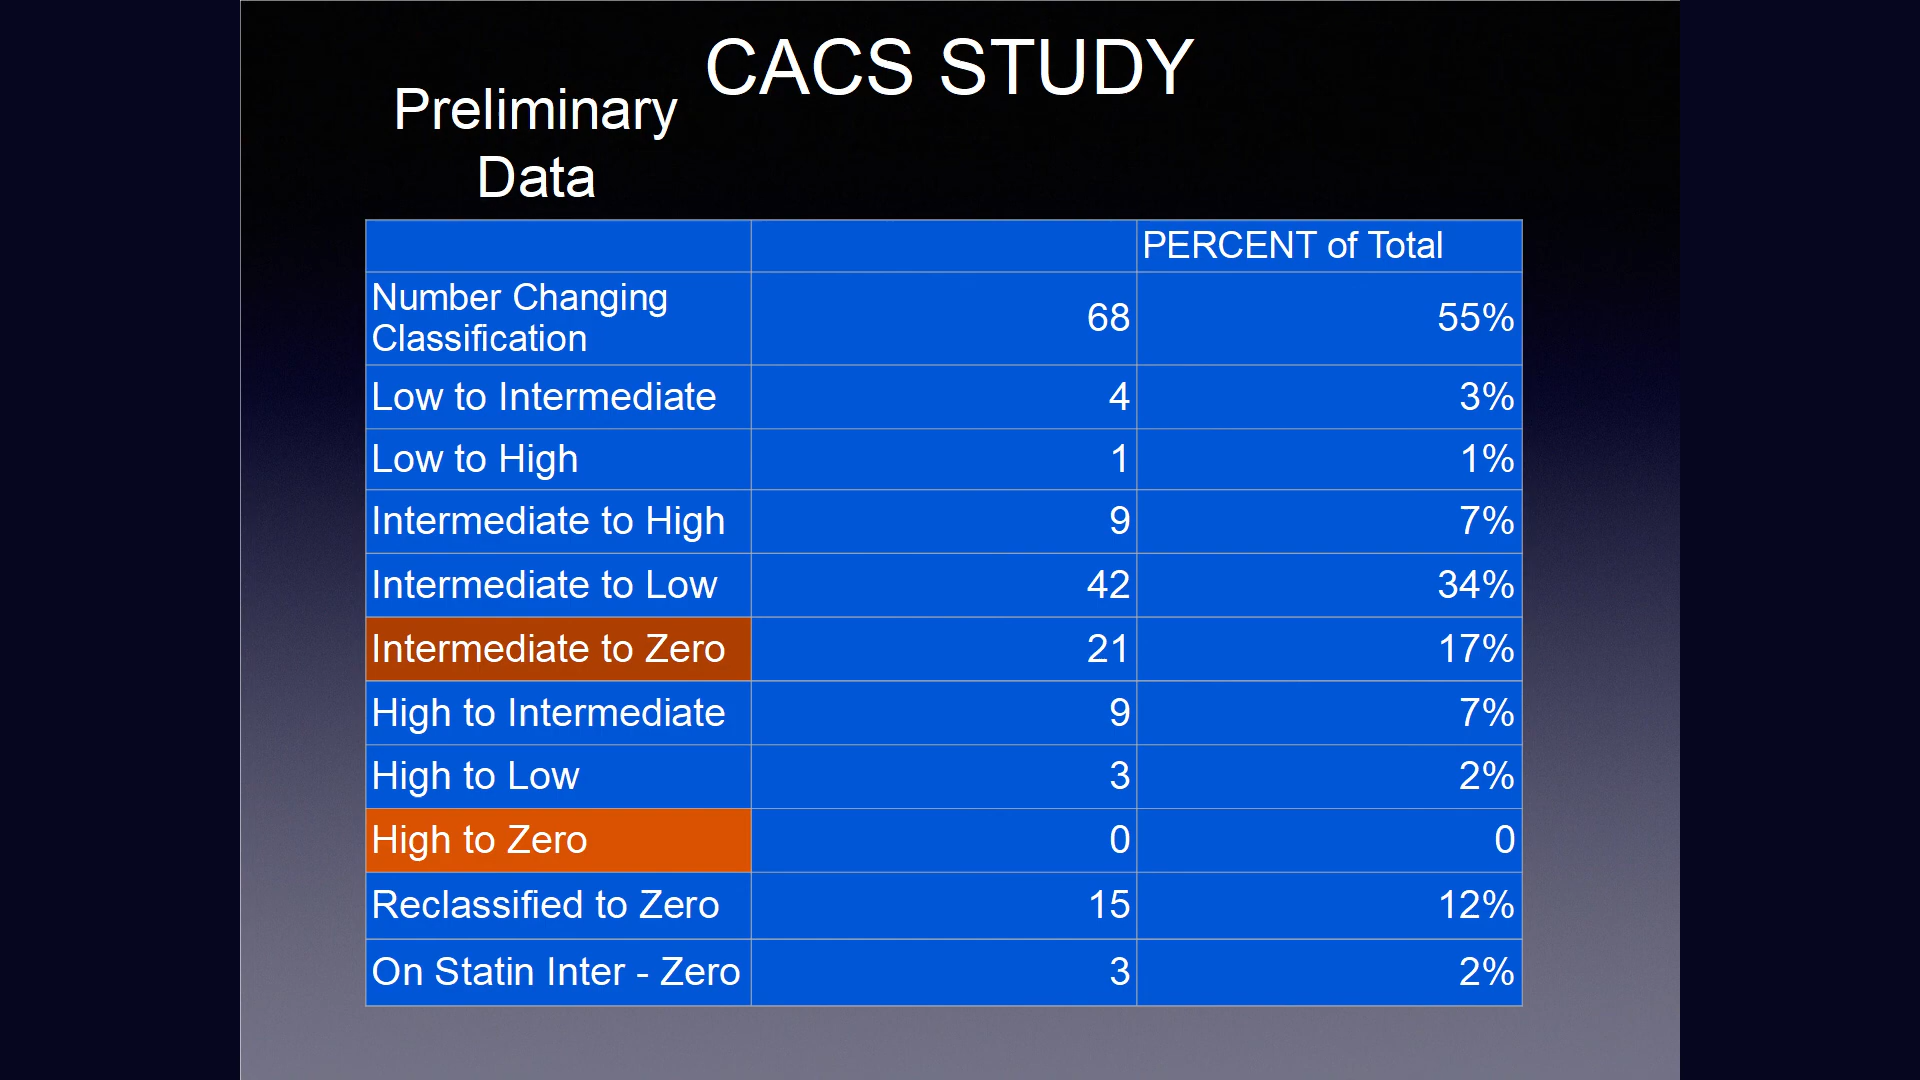 CACS STUDY
Preliminary
Data
PERCENT of Total
Number Changing
Classification 68 55%
Low to Intermediate 4 3%
Low to High 1 1%
Intermediate to High 9 7%
Intermediate to Low 42 34%
Intermediate to Zero 21 17%
High to Intermediate 9 7%
High to Low 3 2%
High to Zero 0 0
Reclassified to Zero 15 12%
On Statin Inter - Zero 3 2%